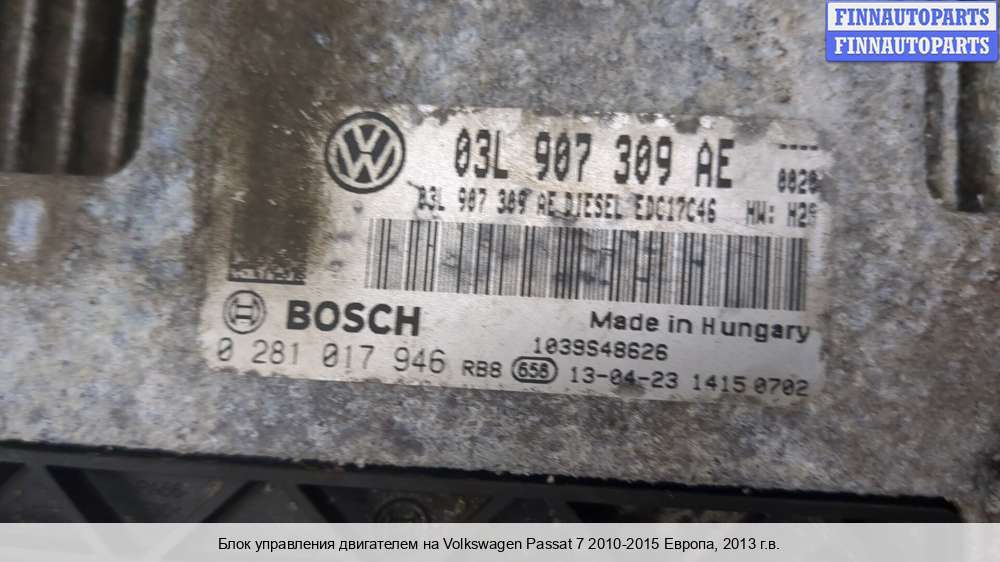 FINNAUTOPARTS
FINNAUTOPARTS
03L 907 309 AE ----
0020
03L 907 309 AE DIESEL EDC17C46 HW:
BOSCH Made in Hungary
1039S48626
0 281 017 946 RB8 656 13-04-23 1415 0702
Блок управления двигателем на Volkswagen Passat 7 2010-2015 Европа, 2013 г.в.